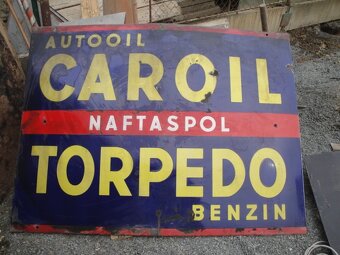 AUTOOIL
CAROIL
NAFTASPOL
TORPEDO
BENZIN